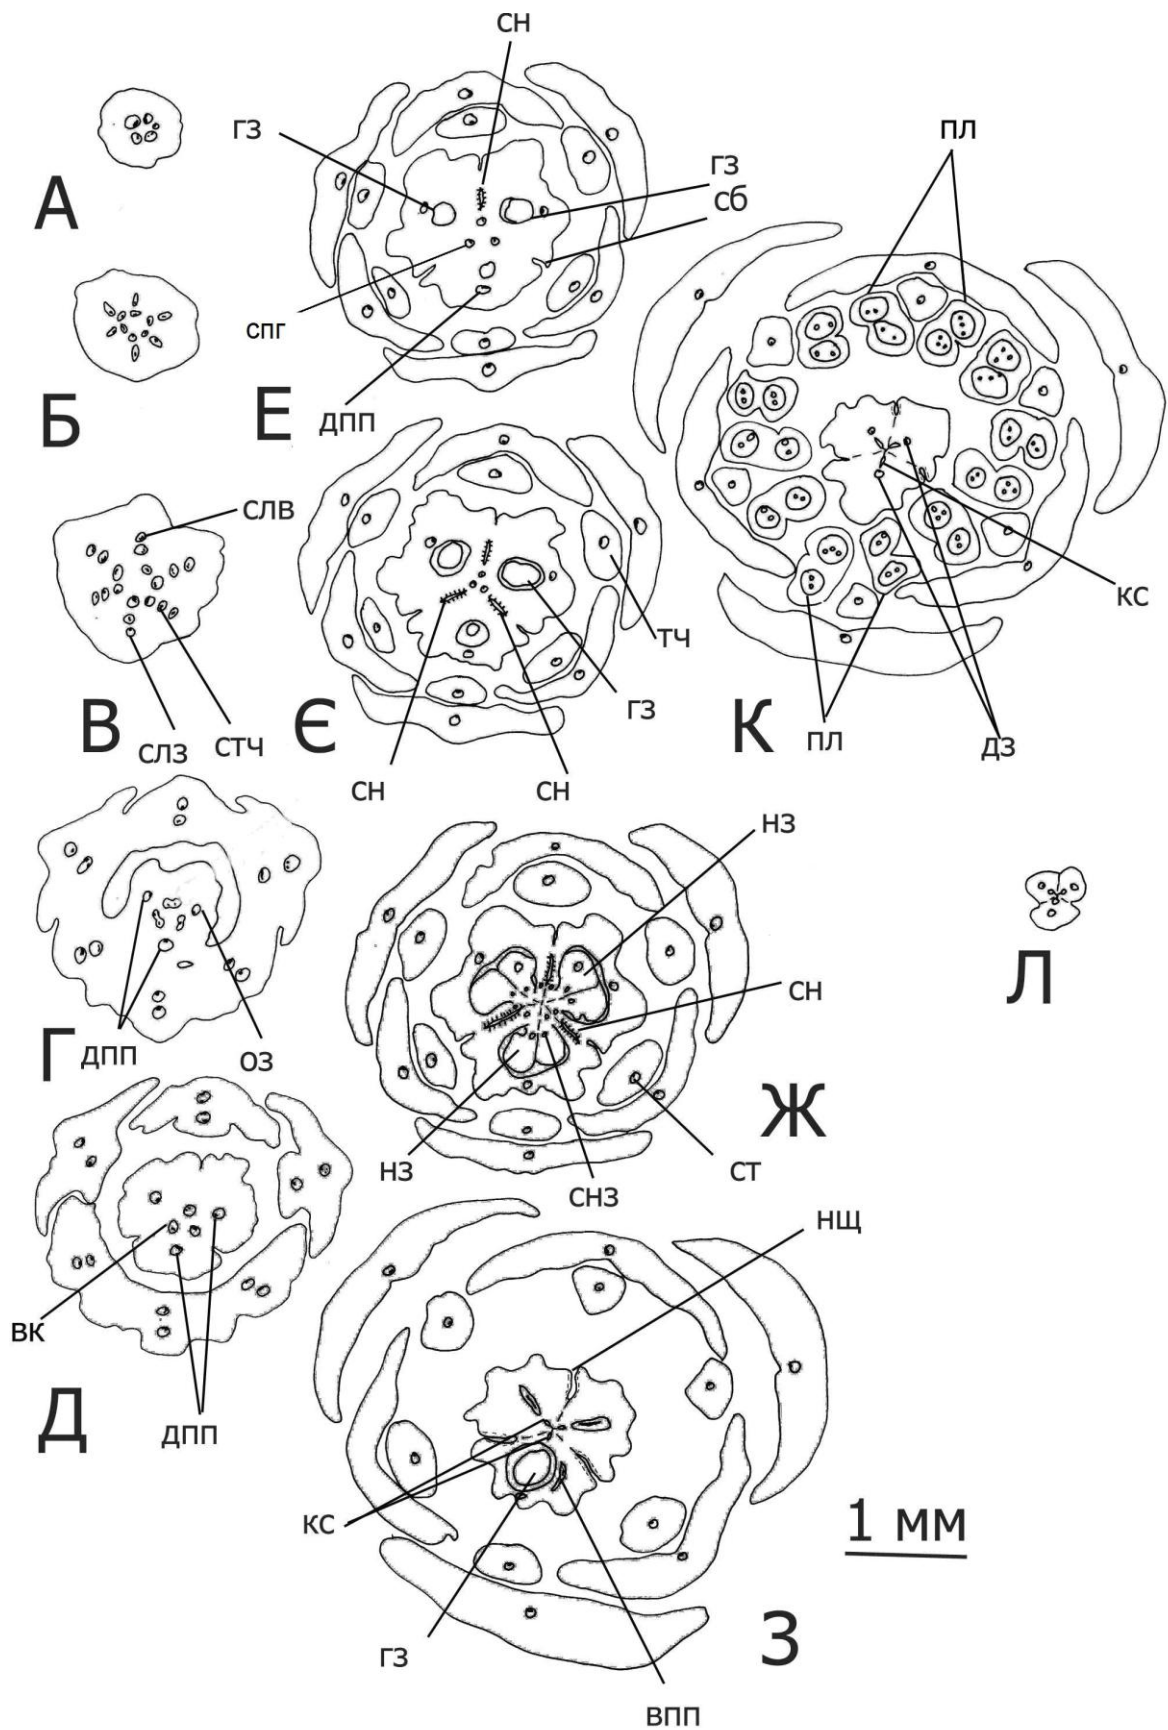 сн
гз
гз
сб
пл
А
спг
Б
Е
дпп
слв
кс
тч
гз
В
Є
К
слз
стч
пл
дз
сн
сн
нз
сн
Л
Г
дпп
оз
Ж
нз
снз
ст
нщ
вк
Д
дпп
кс
1 мм
гз
З
впп